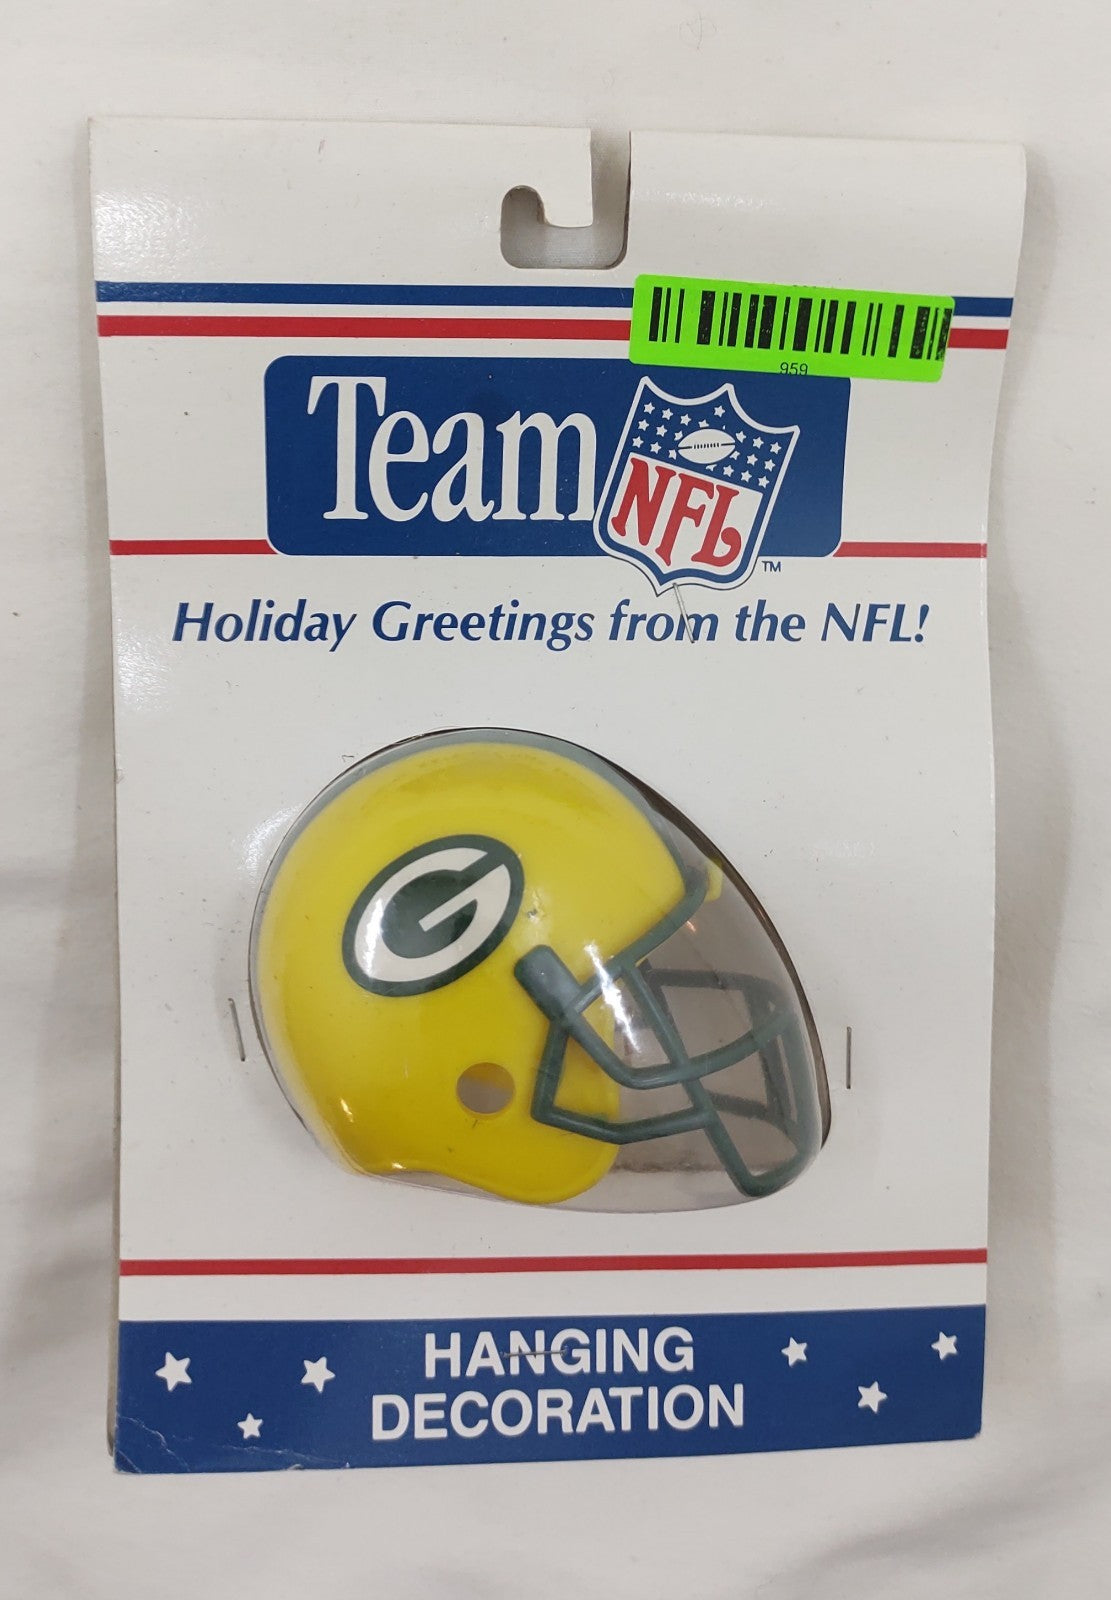 959
Team NFL TM
Holiday Greetings from the NFL!
G
HANGING
DECORATION